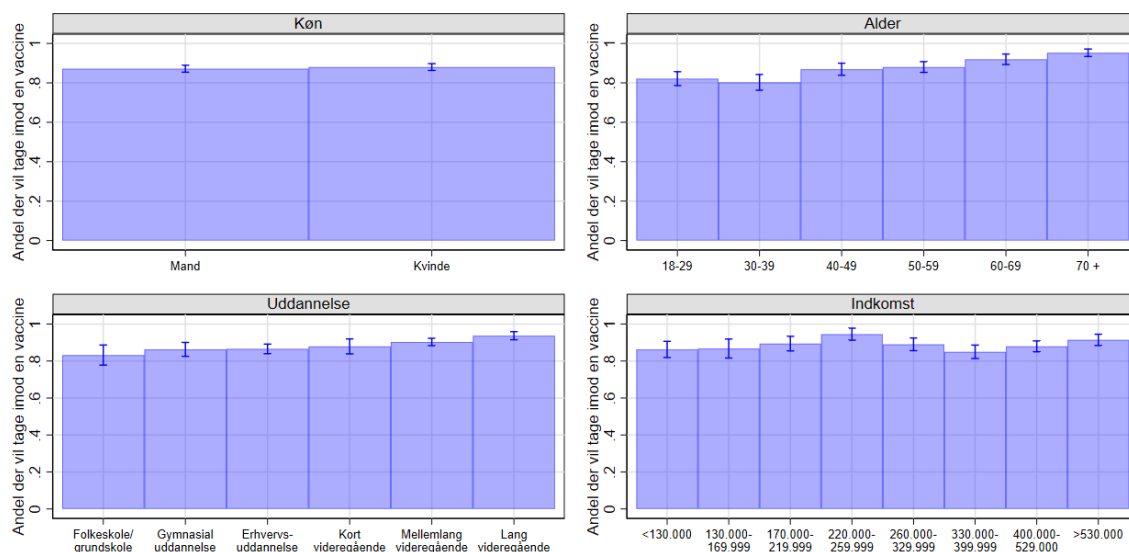 Køn
Andel der vil tage imod en vaccine
1
.8
.6
.4
.2
0
Mand
Kvinde
Alder
Andel der vil tage imod en vaccine
1
.8
.6
.4
.2
0
18-29
30-39
40-49
50-59
60-69
70 +
Uddannelse
Andel der vil tage imod en vaccine
1
.8
.6
.4
.2
0
Folkeskole/
grundskole
Gymnasial
uddannelse
Erhvervs-
uddannelse
Kort
videregående
Mellemlang
videregående
Lang
videregående
Indkomst
Andel der vil tage imod en vaccine
1
.8
.6
.4
.2
0
<130.000
130.000-
169.999
170.000-
219.999
220.000-
259.999
260.000-
329.999
330.000-
399.999
400.000-
529.000
>530.000